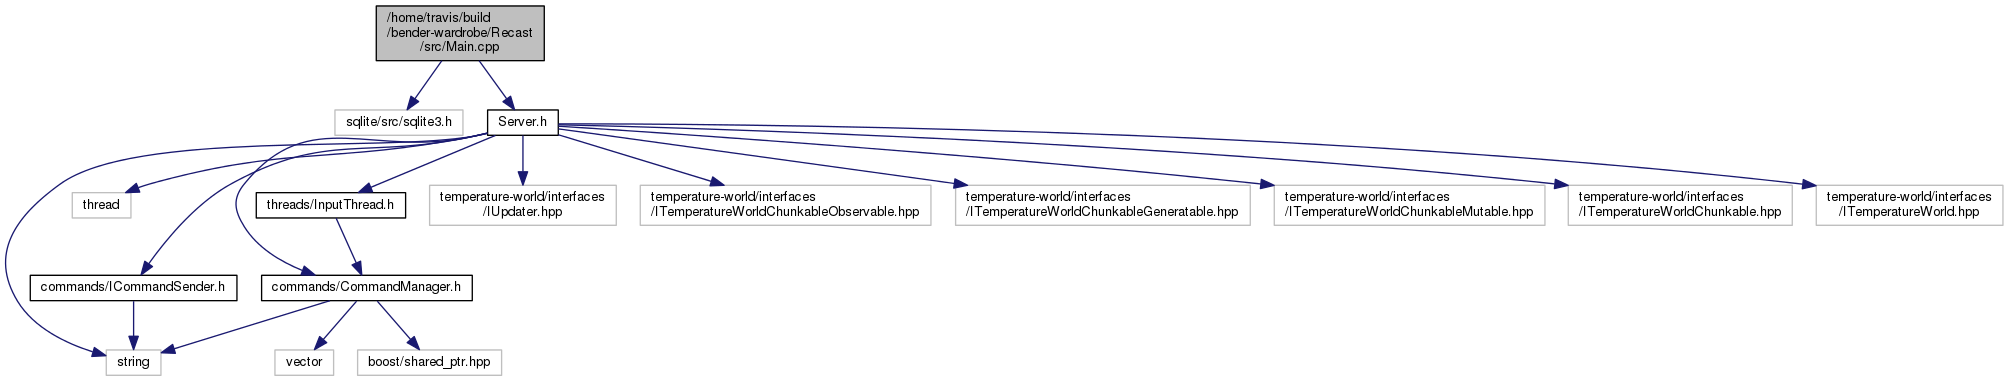 /home/travis/build
/bender-wardrobe/Recast
/src/Main.cpp
sqlite/src/sqlite3.h
Server.h
thread
threads/InputThread.h
temperature-world/interfaces
/IUpdater.hpp
temperature-world/interfaces
/ITemperatureWorldChunkableObservable.hpp
temperature-world/interfaces
/ITemperatureWorldChunkableGeneratable.hpp
temperature-world/interfaces
/ITemperatureWorldChunkableMutable.hpp
temperature-world/interfaces
/ITemperatureWorldChunkable.hpp
temperature-world/interfaces
/ITemperatureWorld.hpp
commands/ICommandSender.h
commands/CommandManager.h
string
vector
boost/shared_ptr.hpp